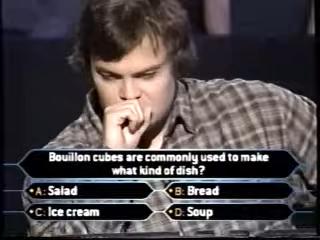 Bouillon cubes are commonly used to make
what kind of dish?
A: Salad
B: Bread
C: Ice cream
D: Soup